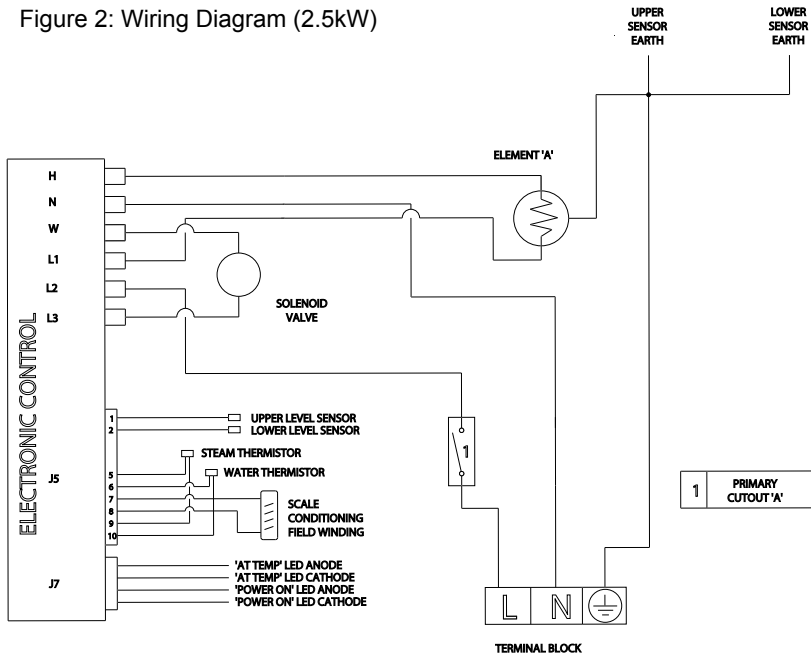 Figure 2: Wiring Diagram (2.5kW)
UPPER
SENSOR
EARTH
LOWER
SENSOR
EARTH
ELEMENT 'A'
H
N
W
L1
L2
L3
SOLENOID
VALVE
ELECTRONIC CONTROL
1
2
UPPER LEVEL SENSOR
LOWER LEVEL SENSOR
STEAM THERMISTOR
WATER THERMISTOR
J5
5
6
7
8
9
10
SCALE
CONDITIONING
FIELD WINDING
1
1
PRIMARY
CUTOUT 'A'
J7
'AT TEMP' LED ANODE
'AT TEMP' LED CATHODE
'POWER ON' LED ANODE
'POWER ON' LED CATHODE
L
N
TERMINAL BLOCK